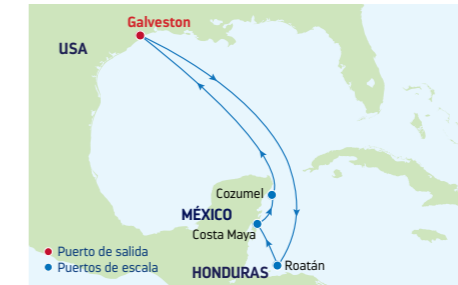 Galveston
USA
Cozumel
MÉXICO
Costa Maya
Puerto de salida
Puertos de escala
HONDURAS
Roatán